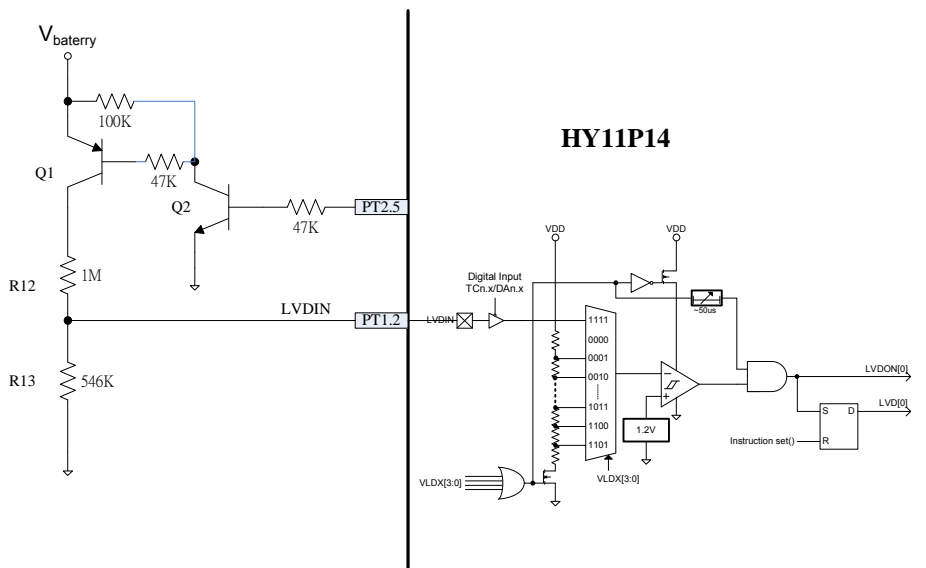 Vbaterry
100K
Q1
47K
Q2
47K
PT2.5
R12
1M
LVDIN
PT1.2
R13
546K
HY11P14
VDD
VDD
Digital Input
TCn.x/DAn.x
~50us
LVDIN
1111
0000
0001
0010
1011
1100
1101
1.2V
VLDX[3:0]
VLDX[3:0]
LVDON[0]
S D
LVD[0]
Instruction set()
R